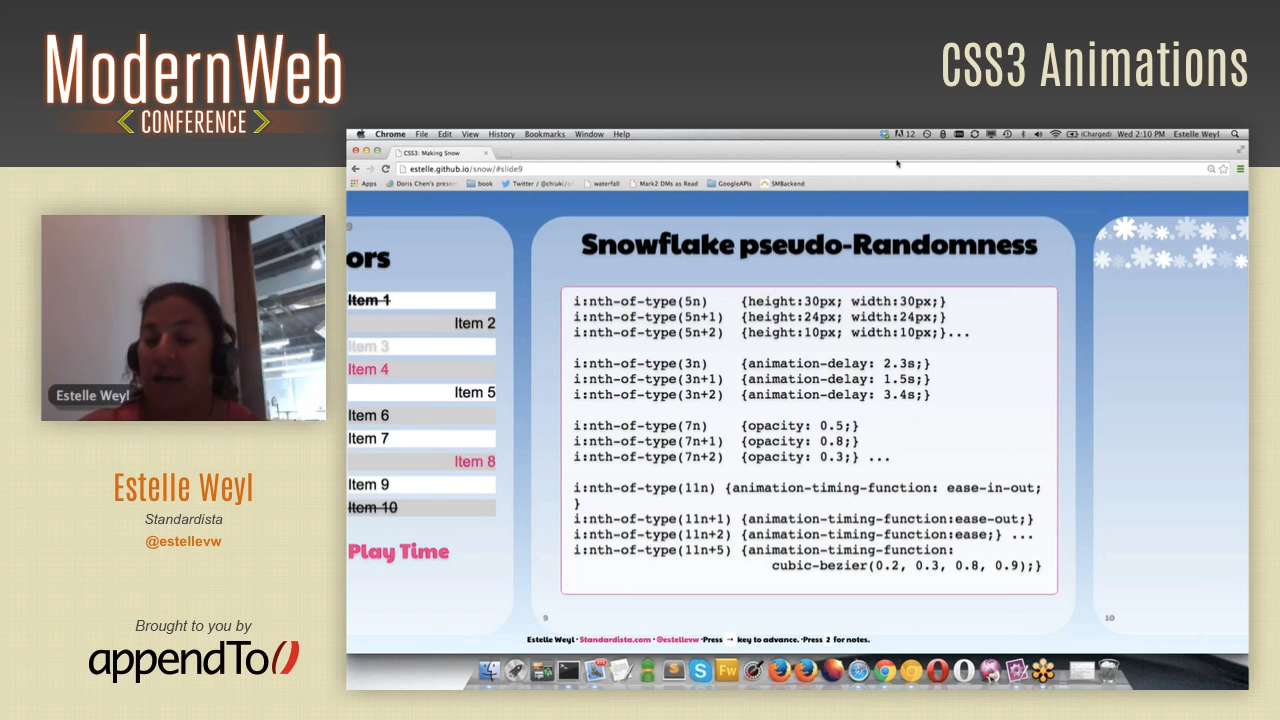 ModernWeb
< CONFERENCE >
CSS3 Animations
Chrome File Edit View History Bookmarks Window Help
12 (Charged) Wed 2:10 PM Estelle Weyl
CSS3: Making Snow
estelle.github.io/snow/#slide9
Apps Doris Chen's presen book Twitter / @chiuki/ waterfall Mark2 DMs as Read GoogleAPIs SMBackend
9
ors
Item 1
Item 2
Item 3
Item 4
Item 5
Item 6
Item 7
Item 8
Item 9
Item 10
Play Time
Snowflake pseudo-Randomness
i:nth-of-type(5n) {height:30px; width:30px;}
i:nth-of-type(5n+1) {height:24px; width:24px;}
i:nth-of-type(5n+2) {height:10px; width:10px;}...
i:nth-of-type(3n) {animation-delay: 2.3s;}
i:nth-of-type(3n+1) {animation-delay: 1.5s;}
i:nth-of-type(3n+2) {animation-delay: 3.4s;}
i:nth-of-type(7n) {opacity: 0.5;}
i:nth-of-type(7n+1) {opacity: 0.8;}
i:nth-of-type(7n+2) {opacity: 0.3;} ...
i:nth-of-type(11n) {animation-timing-function: ease-in-out;
}
i:nth-of-type(11n+1) {animation-timing-function:ease-out;}
i:nth-of-type(11n+2) {animation-timing-function:ease;} ...
i:nth-of-type(11n+5) {animation-timing-function:
cubic-bezier(0.2, 0.3, 0.8, 0.9);}
9
10
Estelle Weyl · Standardista.com · @estellevw ·Press → key to advance. ·Press 2 for notes.
Fw
Estelle Weyl
Estelle Weyl
Standardista
@estellevw
Brought to you by
appendTo()